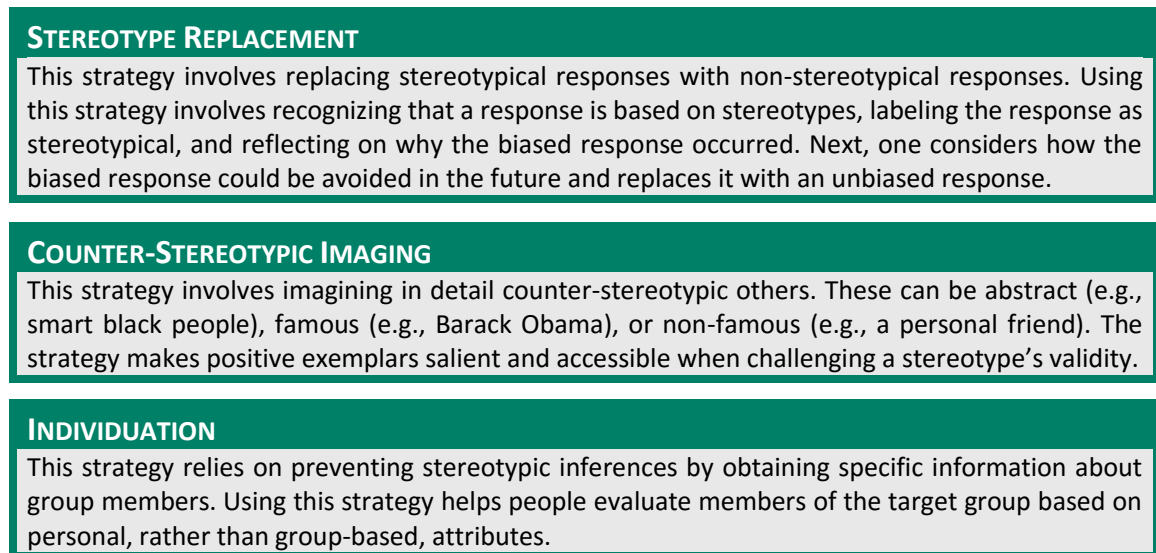 STEREOTYPE REPLACEMENT
This strategy involves replacing stereotypical responses with non-stereotypical responses. Using
this strategy involves recognizing that a response is based on stereotypes, labeling the response as
stereotypical, and reflecting on why the biased response occurred. Next, one considers how the
biased response could be avoided in the future and replaces it with an unbiased response.
COUNTER-STEREOTYPIC IMAGING
This strategy involves imagining in detail counter-stereotypic others. These can be abstract (e.g.,
smart black people), famous (e.g., Barack Obama), or non-famous (e.g., a personal friend). The
strategy makes positive exemplars salient and accessible when challenging a stereotype’s validity.
INDIVIDUATION
This strategy relies on preventing stereotypic inferences by obtaining specific information about
group members. Using this strategy helps people evaluate members of the target group based on
personal, rather than group-based, attributes.